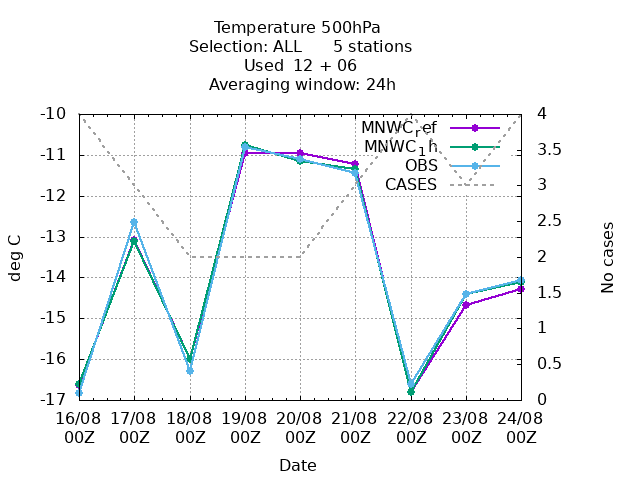 Temperature 500hPa
Selection: ALL 5 stations
Used 12 + 06
Averaging window: 24h
-10
-11
-12
-13
-14
-15
-16
-17
4
3.5
3
2.5
2
1.5
1
0.5
0
MNWC_ref
MNWC_1h
OBS
CASES
deg C
No cases
16/08 17/08 18/08 19/08 20/08 21/08 22/08 23/08 24/08
00Z 00Z 00Z 00Z 00Z 00Z 00Z 00Z 00Z
Date